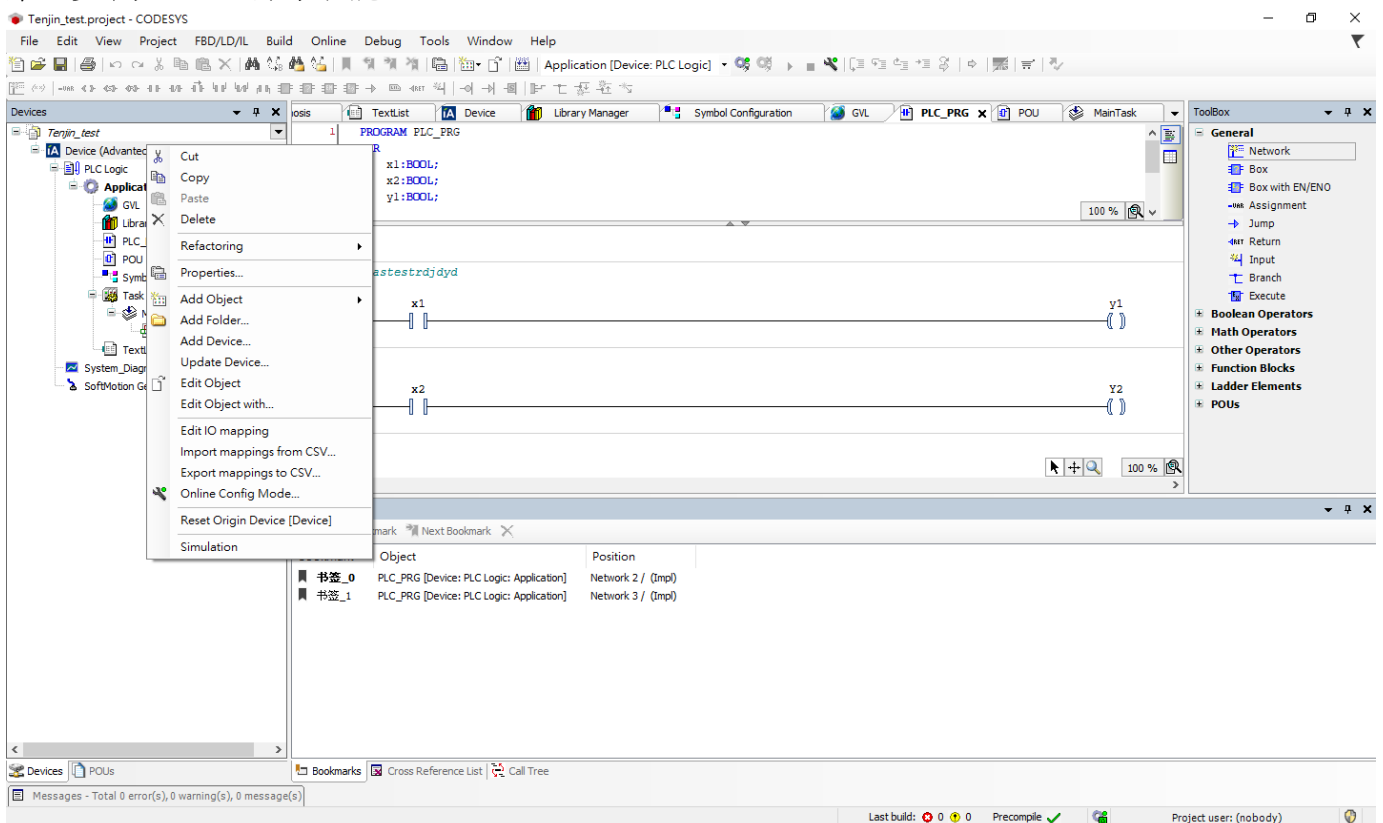 Tenjin_test.project - CODESYS
File Edit View Project FBD/LD/IL Build Online Debug Tools Window Help
Application [Device: PLC Logic]
Devices
Tenjin_test
Device (Advantec
PLC Logic
Applicat
GVL
Librar
PLC_
POU
Symb
Task
M
TextL
System_Diagr
SoftMotion Ge
Cut
Copy
Paste
Delete
Refactoring
Properties...
Add Object
Add Folder...
Add Device...
Update Device...
Edit Object
Edit Object with...
Edit IO mapping
Import mappings from CSV...
Export mappings to CSV...
Online Config Mode...
Reset Origin Device [Device]
Simulation
Devices POUs
nosis TextList Device Library Manager Symbol Configuration GVL PLC_PRG POU MainTask
1 PROGRAM PLC_PRG
R
x1:BOOL;
x2:BOOL;
y1:BOOL;
100 %
astestrdjdyd
x1 y1
x2 Y2
100 %
mark Next Bookmark
Object Position
书签_0 PLC_PRG [Device: PLC Logic: Application] Network 2 / (Impl)
书签_1 PLC_PRG [Device: PLC Logic: Application] Network 3 / (Impl)
Bookmarks Cross Reference List Call Tree
ToolBox
General
Network
Box
Box with EN/ENO
Assignment
Jump
Return
Input
Branch
Execute
Boolean Operators
Math Operators
Other Operators
Function Blocks
Ladder Elements
POUs
Messages - Total 0 error(s), 0 warning(s), 0 message(s)
Last build: 0 0 Precompile Project user: (nobody)